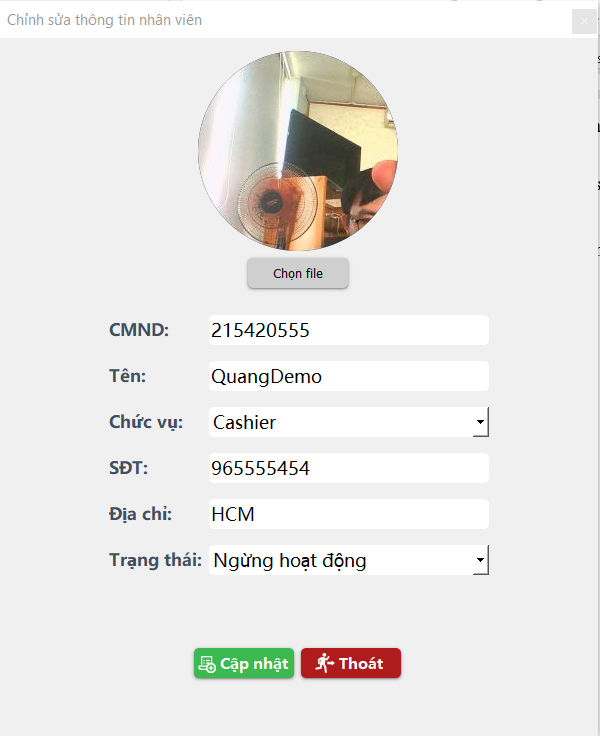 Chỉnh sửa thông tin nhân viên
Chọn file
CMND: 215420555
Tên: QuangDemo
Chức vụ: Cashier
SĐT: 965555454
Địa chỉ: HCM
Trạng thái: Ngừng hoạt động
Cập nhật Thoát